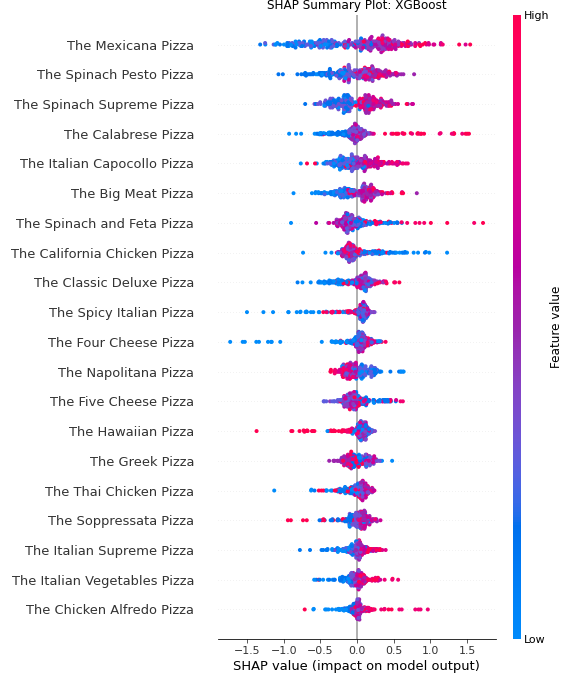 SHAP Summary Plot: XGBoost
High
The Mexicana Pizza
The Spinach Pesto Pizza
The Spinach Supreme Pizza
The Calabrese Pizza
The Italian Capocollo Pizza
The Big Meat Pizza
The Spinach and Feta Pizza
The California Chicken Pizza
The Classic Deluxe Pizza
The Spicy Italian Pizza
The Four Cheese Pizza
The Napolitana Pizza
The Five Cheese Pizza
The Hawaiian Pizza
The Greek Pizza
The Thai Chicken Pizza
The Soppressata Pizza
The Italian Supreme Pizza
The Italian Vegetables Pizza
The Chicken Alfredo Pizza
Feature value
Low
−1.5 −1.0 −0.5 0.0 0.5 1.0 1.5
SHAP value (impact on model output)